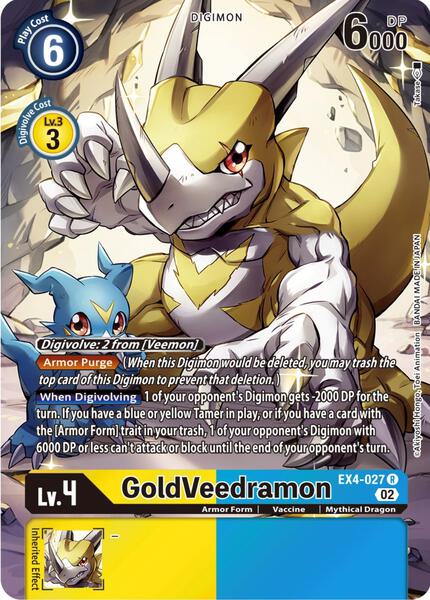 DIGIMON
Play Cost
6
DP
6000
Digivolve Cost
Lv.3
3
Takase
©Akiyoshi Hongo, Toei Animation BANDAI MADE IN JAPAN
Digivolve: 2 from [Veemon]
Armor Purge (When this Digimon would be deleted, you may trash the
top card of this Digimon to prevent that deletion.)
When Digivolving 1 of your opponent's Digimon gets -2000 DP for
the turn. If you have a blue or yellow Tamer in play, or if you have a card with
the [Armor Form] trait in your trash, 1 of your opponent's Digimon with
6000 DP or less can't attack or block until the end of your opponent's turn.
Lv.4
GoldVeedramon
EX4-027 R
02
Armor Form | Vaccine | Mythical Dragon
Inherited Effect
-